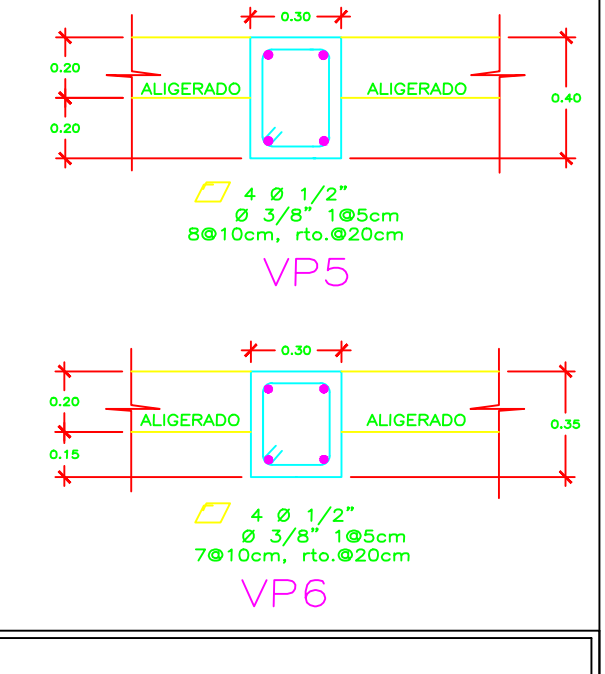 0.30
0.20
ALIGERADO ALIGERADO
0.40
0.20
4 Ø 1/2"
Ø 3/8" 1@5cm
8@10cm, rto.@20cm
VP5
0.30
0.20
ALIGERADO ALIGERADO
0.35
0.15
4 Ø 1/2"
Ø 3/8" 1@5cm
7@10cm, rto.@20cm
VP6